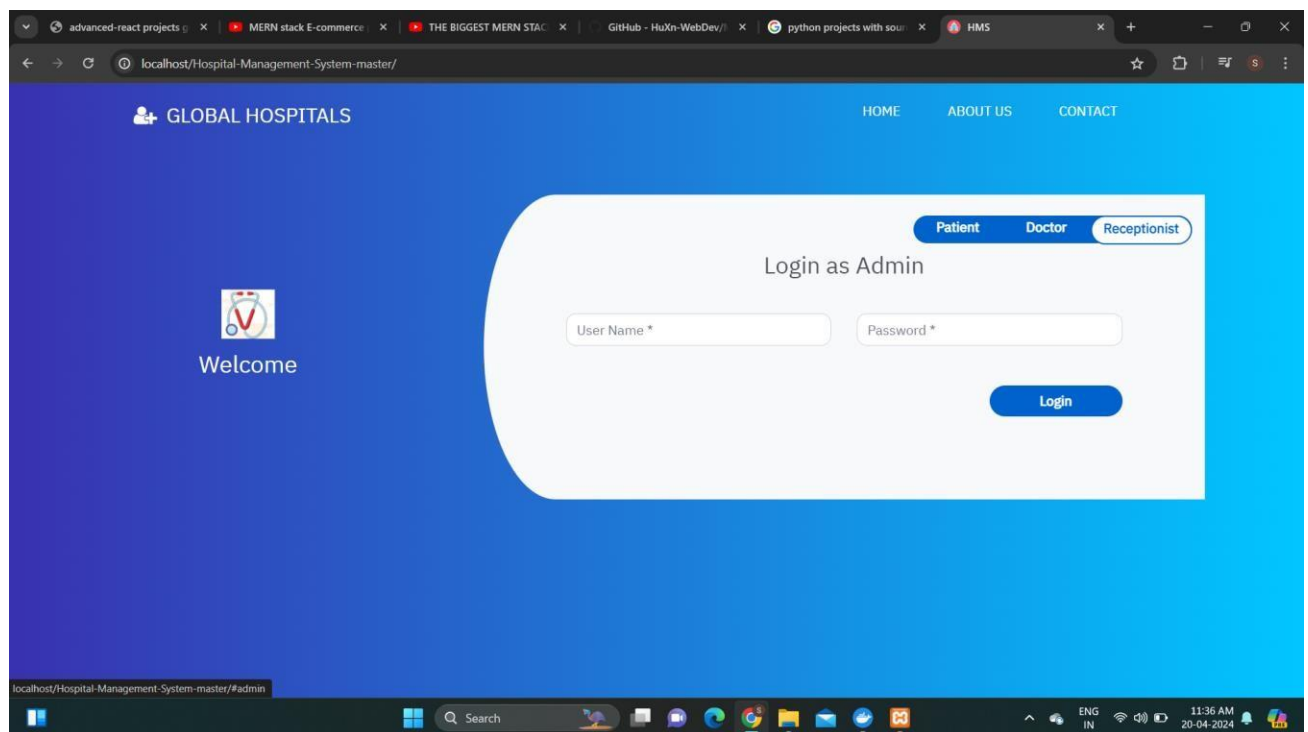 advanced-react projects g
MERN stack E-commerce
THE BIGGEST MERN STAC
GitHub - HuXn-WebDev/
python projects with sour
HMS
localhost/Hospital-Management-System-master/
S
GLOBAL HOSPITALS
HOME ABOUT US CONTACT
Patient Doctor Receptionist
Login as Admin
User Name * Password *
Welcome
Login
localhost/Hospital-Management-System-master/#admin
Search
ENG
IN
11:36 AM
20-04-2024